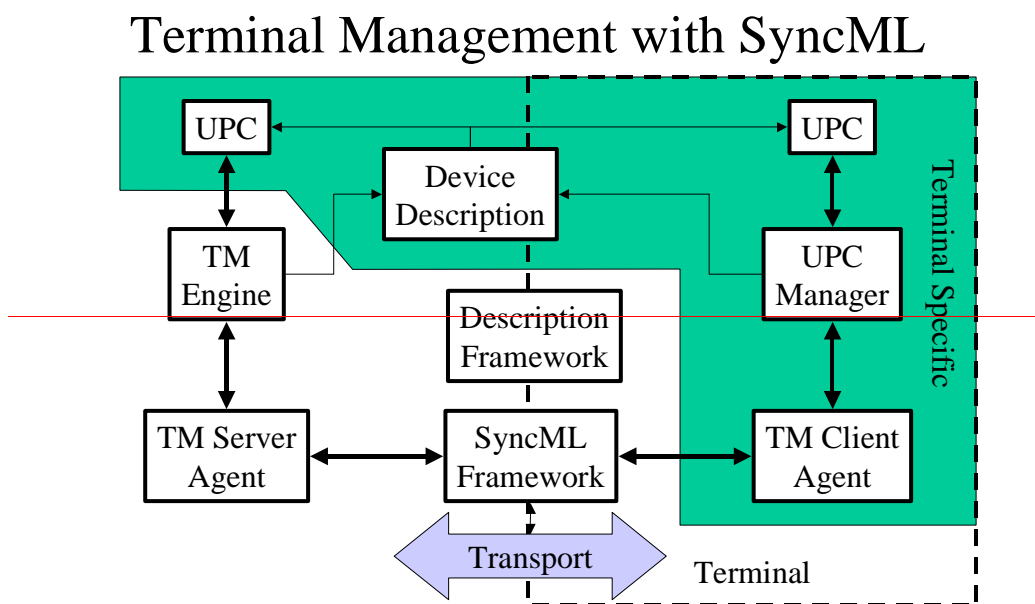 Terminal Management with SyncML
UPC
UPC
Device
Description
Terminal Specific
TM
Engine
UPC
Manager
Description
Framework
TM Server
Agent
SyncML
Framework
TM Client
Agent
Transport
Terminal